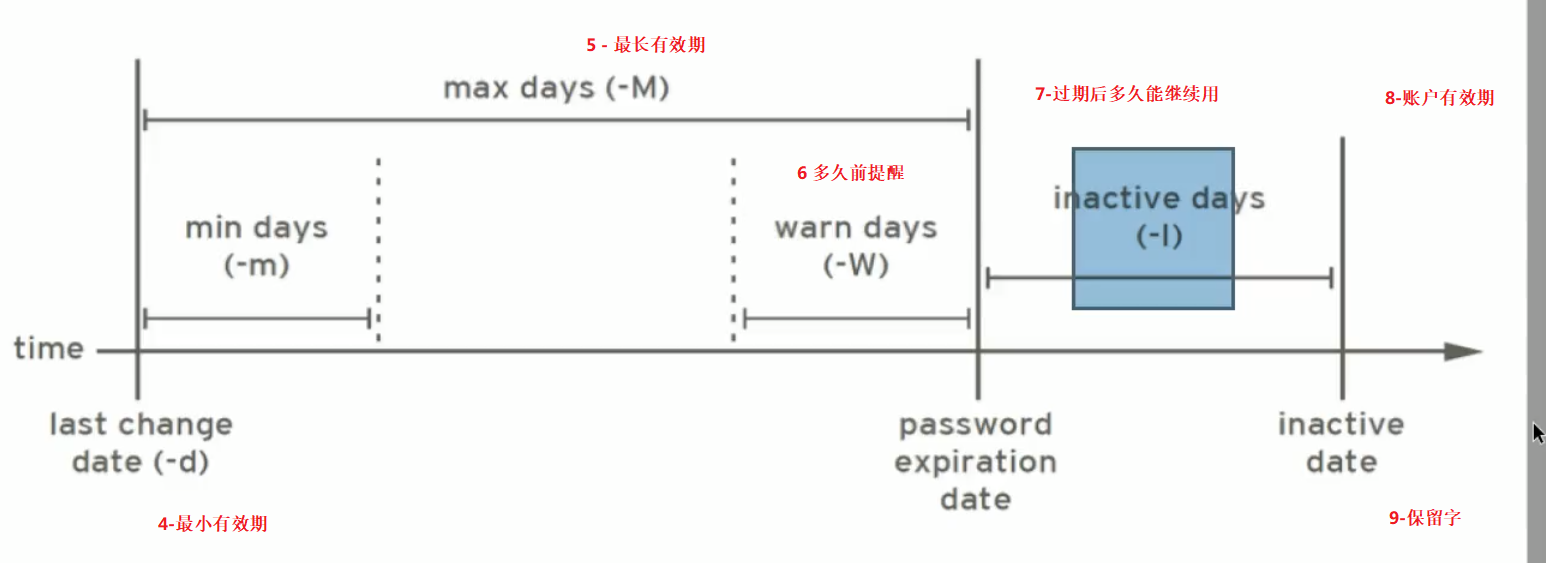 5 - 最长有效期
max days (-M)
7-过期后多久能继续用
8-账户有效期
6 多久前提醒
min days
(-m)
warn days
(-W)
inactive days
(-I)
time
last change
date (-d)
password
expiration
date
inactive
date
4-最小有效期
9-保留字